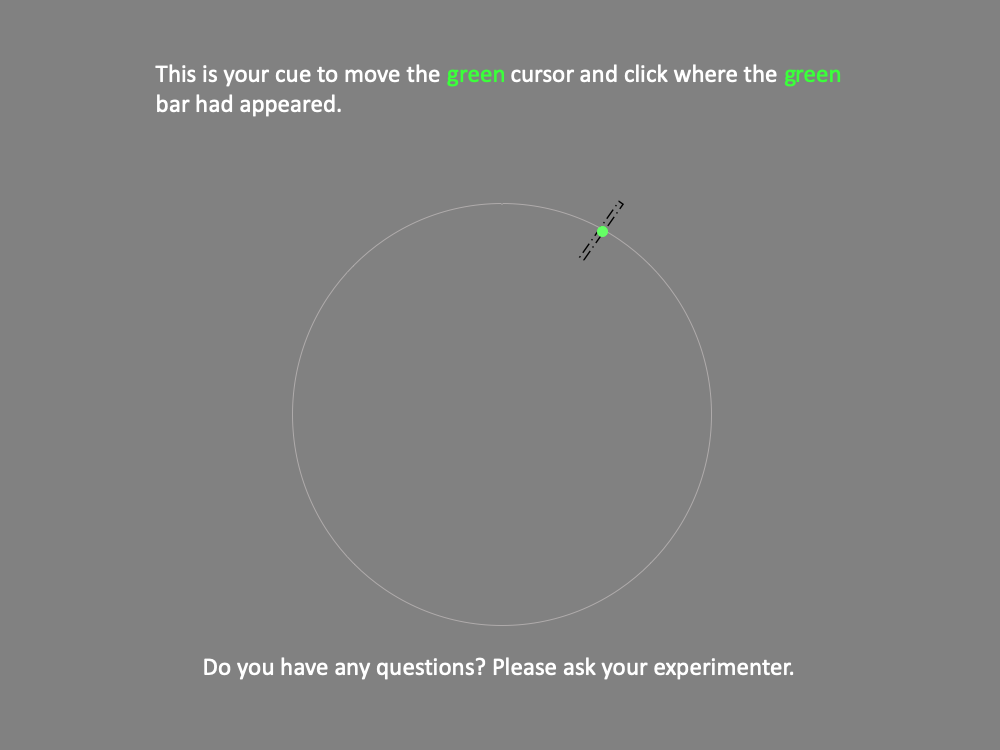 This is your cue to move the green cursor and click where the green
bar had appeared.
Do you have any questions? Please ask your experimenter.